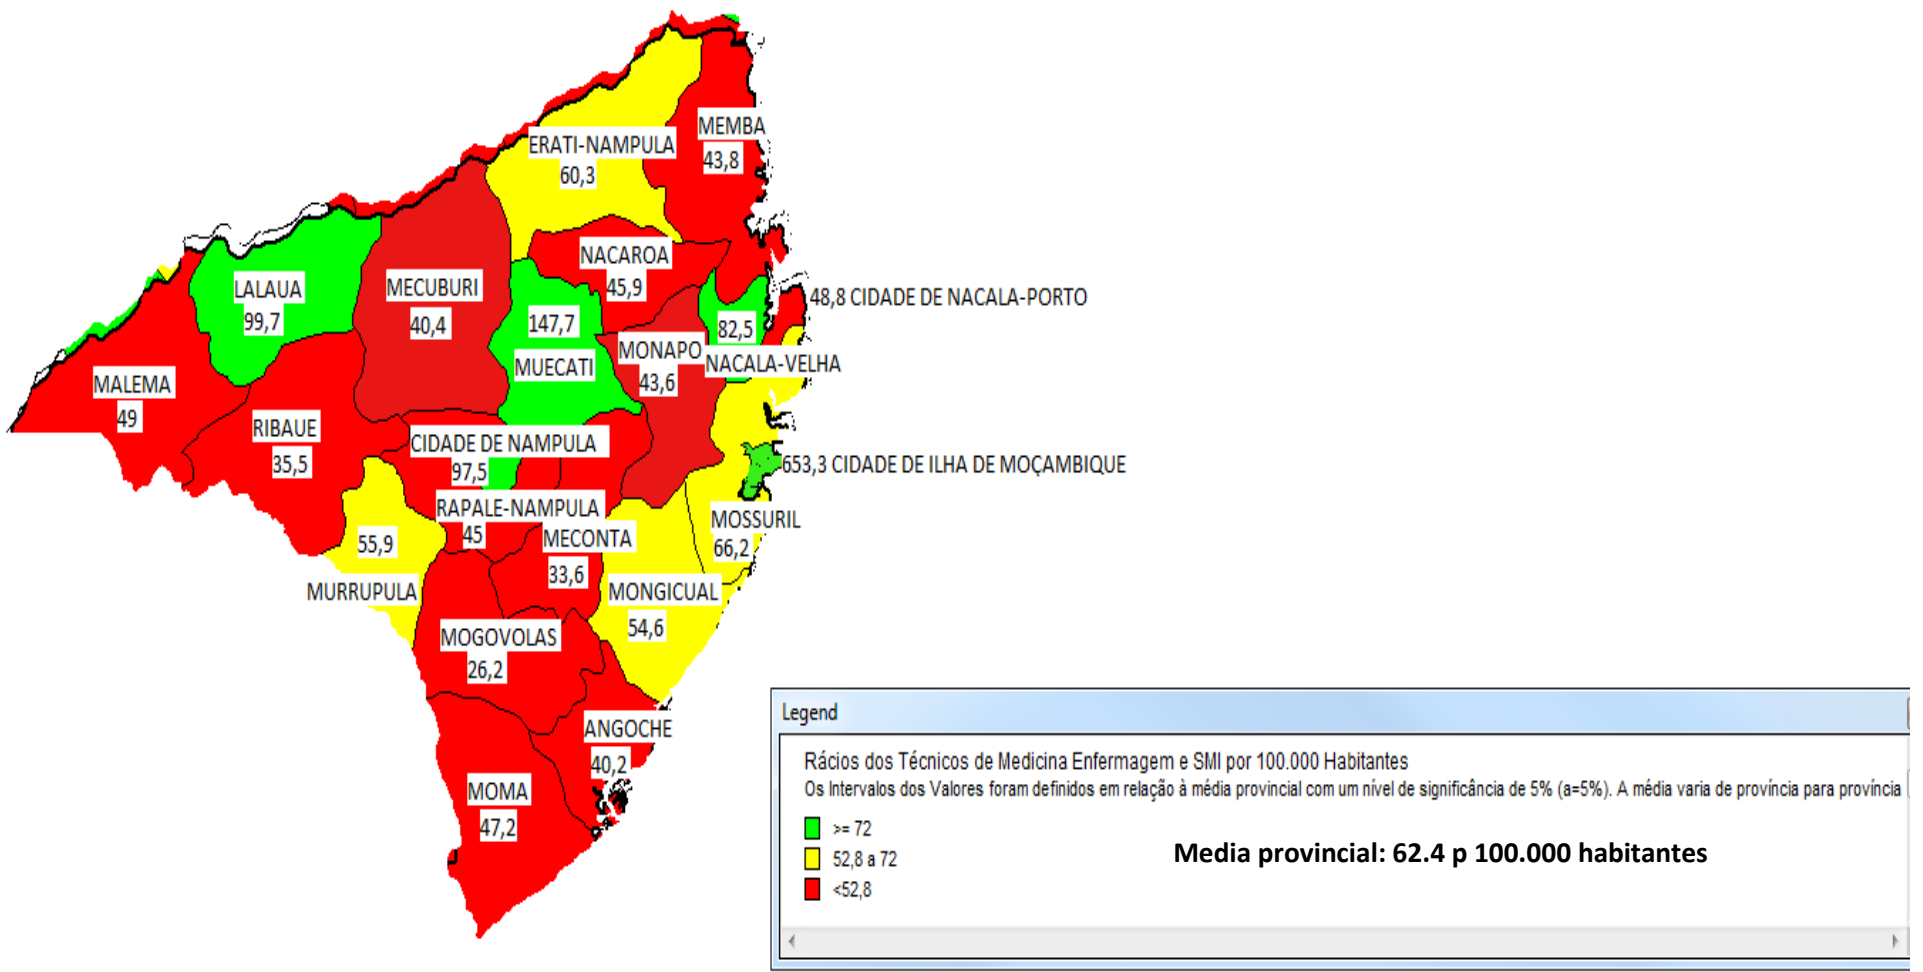 MEMBA
43,8
ERATI-NAMPULA
60,3
NACAROA
45,9
LALAUA
99,7
MECUBURI
40,4
48,8 CIDADE DE NACALA-PORTO
147,7
MUECATI
82,5
NACALA-VELHA
MONAPO
43,6
MALEMA
49
RIBAUE
35,5
CIDADE DE NAMPULA
97,5
653,3 CIDADE DE ILHA DE MOÇAMBIQUE
RAPALE-NAMPULA
45
MOSSURIL
66,2
MECONTA
33,6
55,9
MURRUPULA
MONGICUAL
54,6
MOGOVOLAS
26,2
ANGOCHE
40,2
MOMA
47,2
Legend
Rácios dos Técnicos de Medicina Enfermagem e SMI por 100.000 Habitantes
Os Intervalos dos Valores foram definidos em relação à média provincial com um nível de significância de 5% (a=5%). A média varia de província para província
>= 72
52,8 a 72
<52,8
Media provincial: 62.4 p 100.000 habitantes